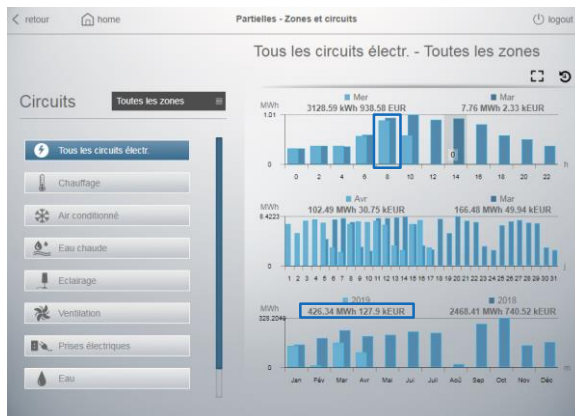 retour
home
Partielles - Zones et circuits
logout
Tous les circuits électr. - Toutes les zones
Circuits
Toutes les zones
Tous les circuits électr.
Chauffage
Air conditionné
Eau chaude
Eclairage
Ventilation
Prises électriques
Eau
MWh
Mer
Mar
3128.59 kWh 938.58 EUR
7.76 MWh 2.33 kEUR
1.01
0
0
0 2 4 6 8 10 12 14 16 18 20 22 h
MWh
Avr
Mar
102.49 MWh 30.75 kEUR
166.48 MWh 49.94 kEUR
8.4223
0
1 2 3 4 5 6 7 8 9 10 11 12 13 14 15 16 17 18 19 20 21 22 23 24 25 26 27 28 29 30 31 j
MWh
2019
2018
426.34 MWh 127.9 kEUR
2468.41 MWh 740.52 kEUR
328.2049
0
Jan Fév Mar Avr Mai Jui Juil Aoû Sep Oct Nov Déc m